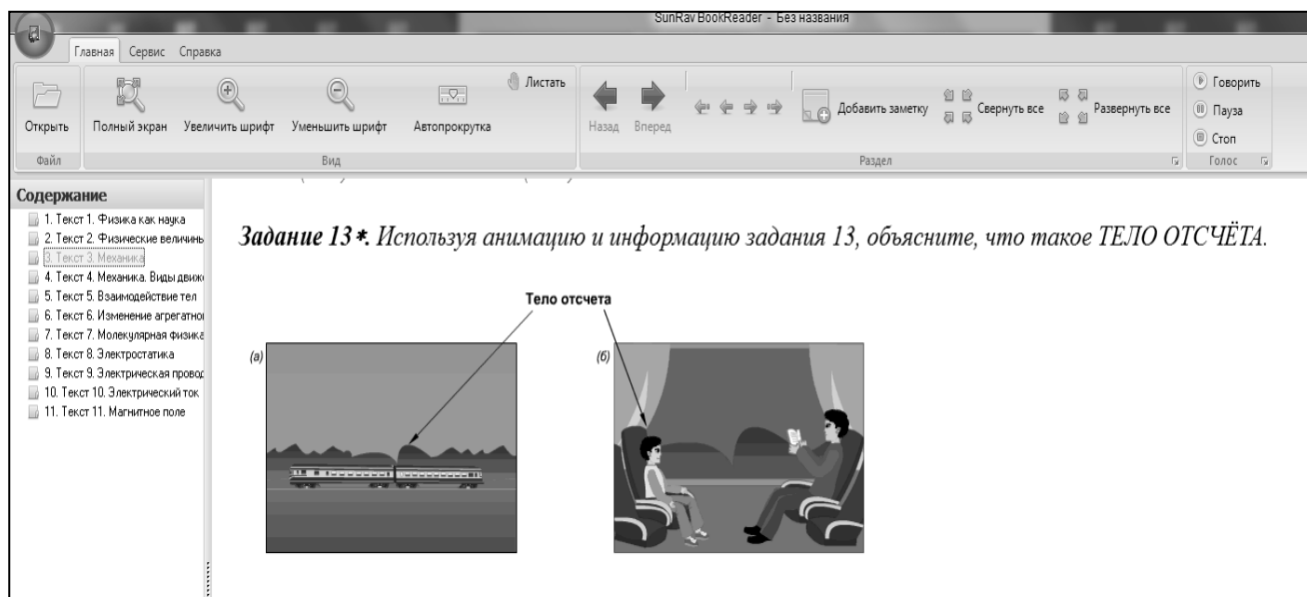 SunRav BookReader - Без названия
Главная Сервис Справка
Открыть
Полный экран
Увеличить шрифт
Уменьшить шрифт
Автопрокрутка
Листать
Назад
Вперед
Добавить заметку
Свернуть все
Развернуть все
Говорить
Пауза
Стоп
Файл
Вид
Раздел
Голос
Содержание
1. Текст 1. Физика как наука
2. Текст 2. Физические величины
3. Текст 3. Механика
4. Текст 4. Механика. Виды движ
5. Текст 5. Взаимодействие тел
6. Текст 6. Изменение агрегатно
7. Текст 7. Молекулярная физика
8. Текст 8. Электростатика
9. Текст 9. Электрическая провод
10. Текст 10. Электрический ток
11. Текст 11. Магнитное поле
Задание 13*. Используя анимацию и информацию задания 13, объясните, что такое ТЕЛО ОТСЧЁТА.
Тело отсчета
(а)
(б)